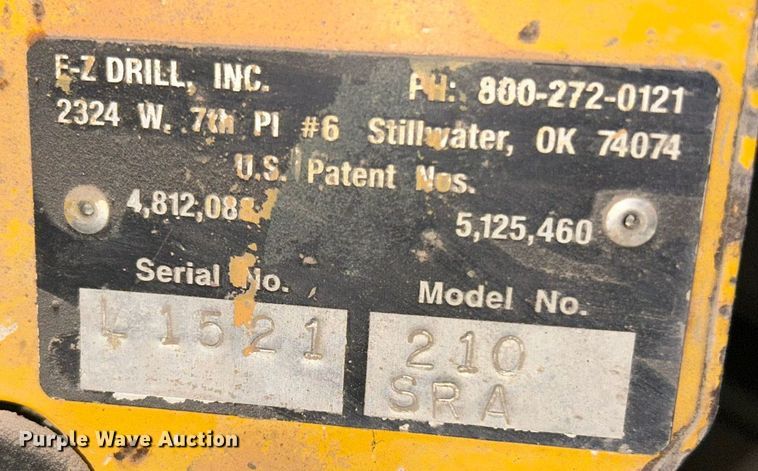 E-Z DRILL, INC. PH: 800-272-0121
2324 W. 7th Pl #6 Stillwater, OK 74074
U.S. Patent Nos.
5,125,460
Serial No. Model No.
L 1521 210
SRA
Purple Wave Auction